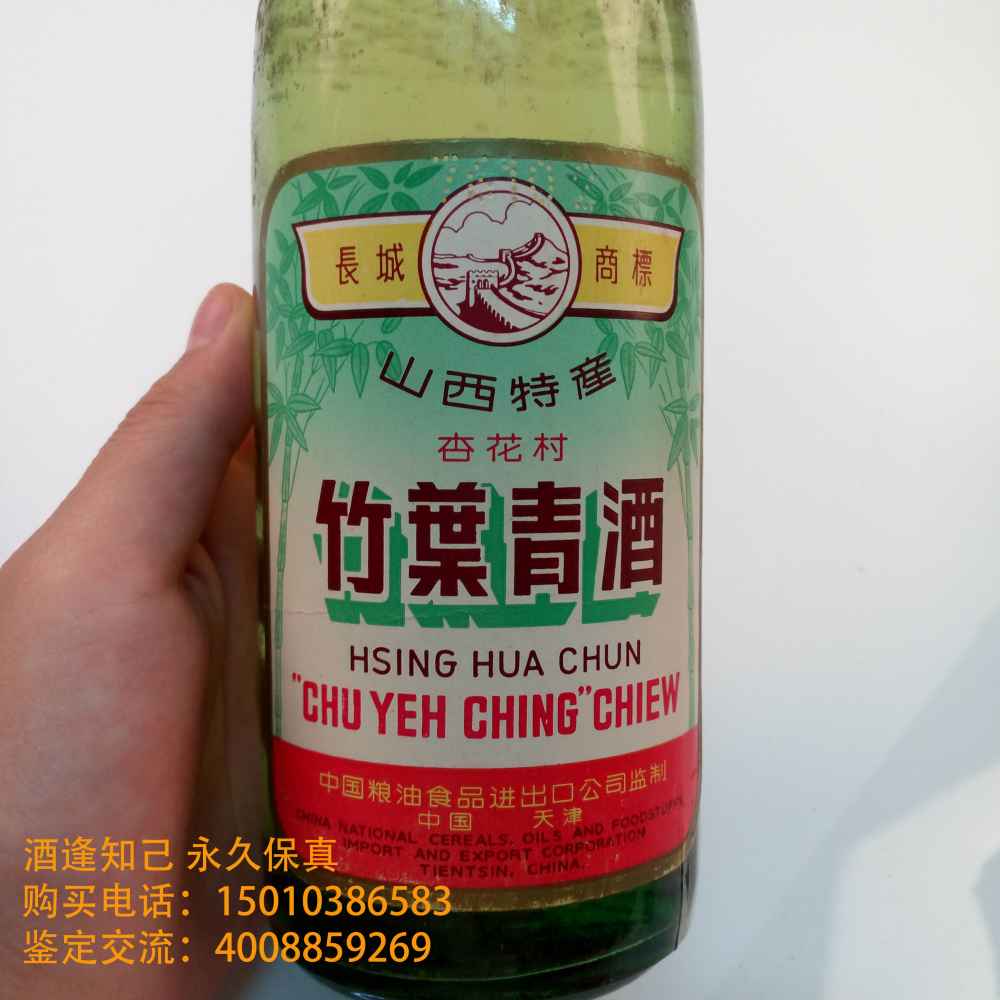 長城 商標
山西特産
杏花村
竹葉青酒
HSING HUA CHUN
"CHU YEH CHING" CHIEW
中国粮油食品进出口公司监制
中国 天津
CHINA NATIONAL CEREALS, OILS AND FOODSTUFFS
IMPORT AND EXPORT CORPORATION
TIENTSIN, CHINA.
酒逢知己 永久保真
购买电话：15010386583
鉴定交流：4008859269